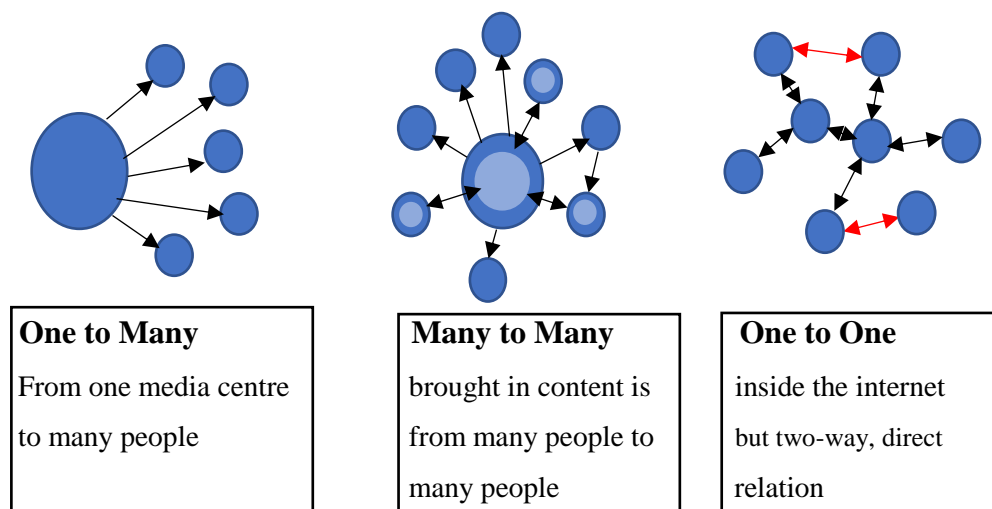 One to Many
From one media centre
to many people
Many to Many
brought in content is
from many people to
many people
One to One
inside the internet
but two-way, direct
relation